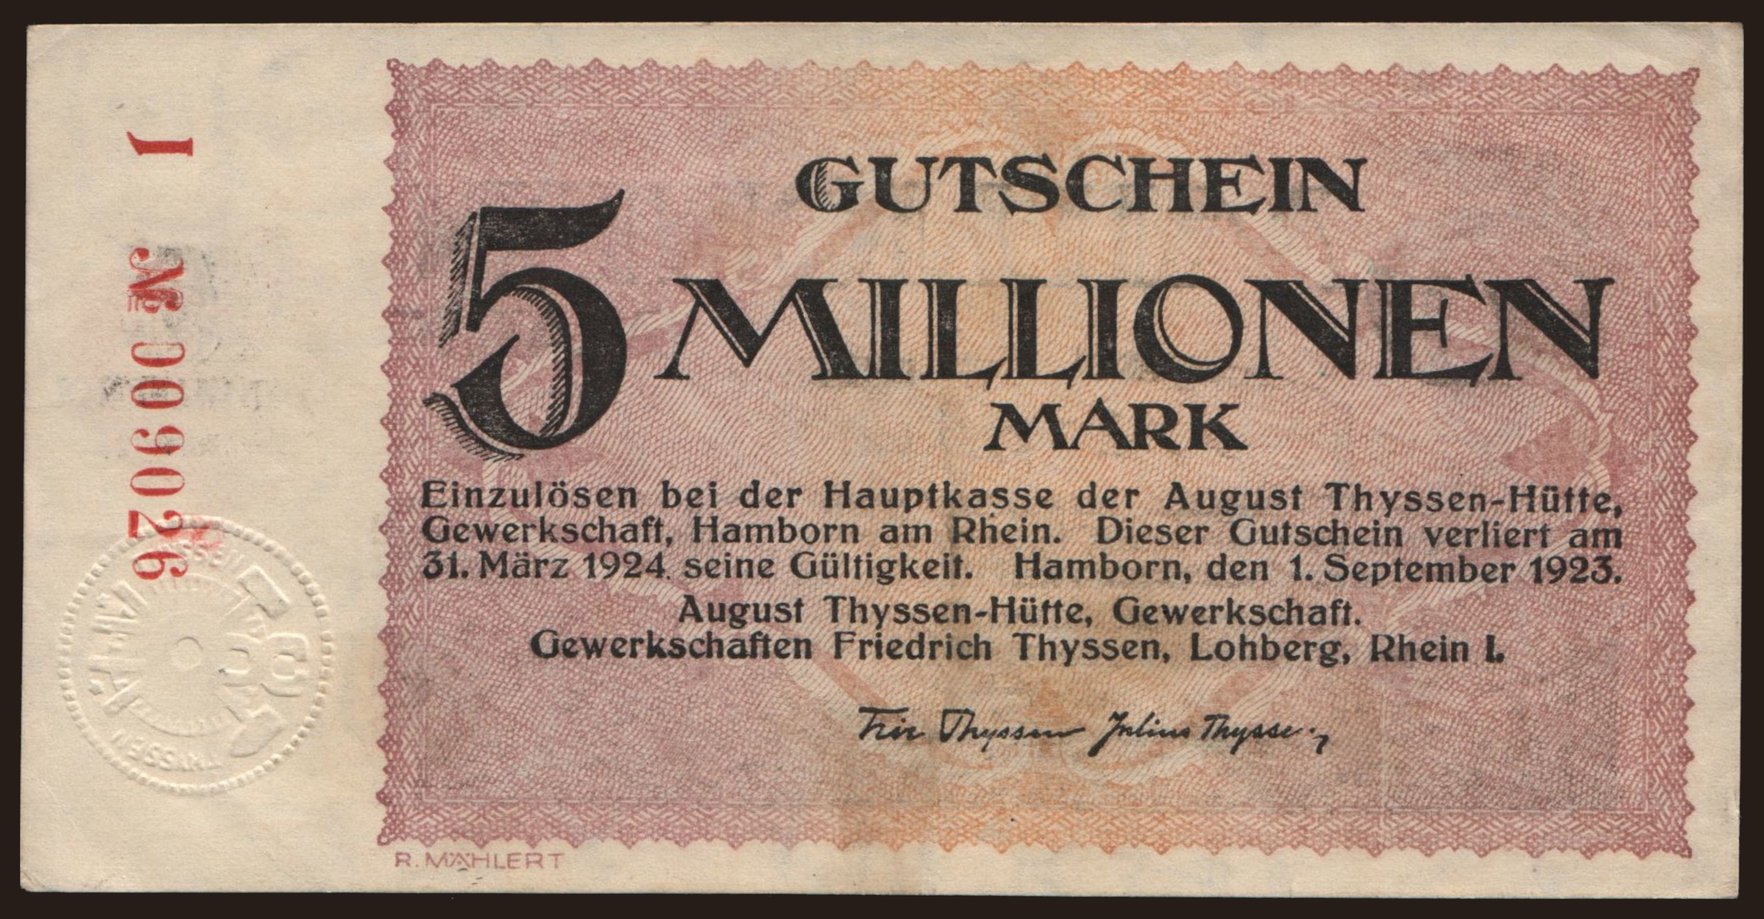 I № 009026
GUTSCHEIN
5 MILLIONEN
MARK
Einzulösen bei der Hauptkasse der August Thyssen-Hütte,
Gewerkschaft, Hamborn am Rhein. Dieser Gutschein verliert am
31. März 1924 seine Gültigkeit. Hamborn, den 1. September 1923.
August Thyssen-Hütte, Gewerkschaft.
Gewerkschaften Friedrich Thyssen, Lohberg, Rhein I.
Thyssen Julius Thyssen
R. MÄHLERT
THYSSEN